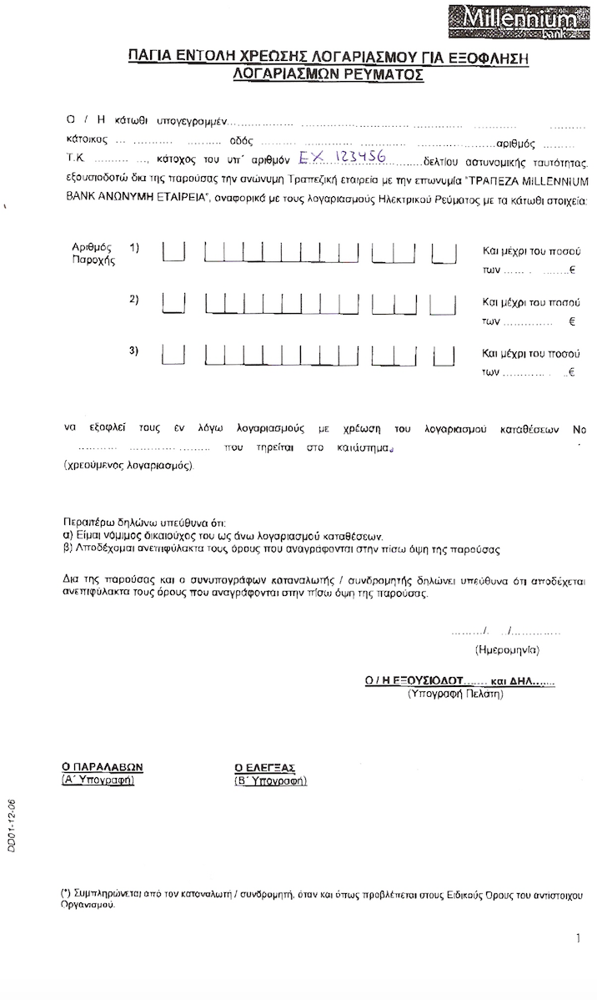 Millennium
bank
ΠΑΓΙΑ ΕΝΤΟΛΗ ΧΡΕΩΣΗΣ ΛΟΓΑΡΙΑΣΜΟΥ ΓΙΑ ΕΞΟΦΛΗΣΗ
ΛΟΓΑΡΙΑΣΜΩΝ ΡΕΥΜΑΤΟΣ
Ο / Η κάτωθι υπογεγραμμέν.............. ......................... ................... ............
κάτοικος ... ............ .......... οδός ............ .................. ............ ..................αριθμός .........
Τ.Κ. .......... ..., κάτοχος του υπ΄ αριθμόν ΕΧ 123456 ..........δελτίου αστυνομικής ταυτότητας.
εξουσιοδοτώ δια της παρούσας την ανώνυμη Τραπεζική εταιρεία με την επωνυμία "ΤΡΑΠΕΖΑ MILLENNIUM
BANK ΑΝΩΝΥΜΗ ΕΤΑΙΡΕΙΑ", αναφορικά με τους λογαριασμούς Ηλεκτρικού Ρεύματος με τα κάτωθι στοιχεία:
Αριθμός 1) Και μέχρι του ποσού
Παροχής
των ...... . ........€
2) Και μέχρι του ποσού
των .............. €
3) Και μέχρι του ποσού
των ........... . ..€
να εξοφλεί τους εν λόγω λογαριασμούς με χρέωση του λογαριασμού καταθέσεων Νο
............ .................. ......... που τηρείται στο κατάστημα.
(χρεούμενος λογαριασμός).
Περαιτέρω δηλώνω υπεύθυνα ότι:
α) Είμαι νόμιμος δικαιούχος του ως άνω λογαριασμού καταθέσεων.
β) Αποδέχομαι ανεπιφύλακτα τους όρους που αναγράφονται στην πίσω όψη της παρούσας
Δια της παρούσας και ο συνυπογράφων καταναλωτής / συνδρομητής δηλώνει υπεύθυνα ότι αποδέχεται
ανεπιφύλακτα τους όρους που αναγράφονται στην πίσω όψη της παρούσας.
........./. ./.............
(Ημερομηνία)
Ο / Η ΕΞΟΥΣΙΟΔΟΤ....... και ΔΗΛ.......
(Υπογραφή Πελάτη)
Ο ΠΑΡΑΛΑΒΩΝ Ο ΕΛΕΓΞΑΣ
(Α΄ Υπογραφή) (Β΄ Υπογραφή)
DD01-12-06
(*) Συμπληρώνεται από τον καταναλωτή / συνδρομητή, όταν και όπως προβλέπεται στους Ειδικούς Όρους του αντίστοιχου
Οργανισμού.
1